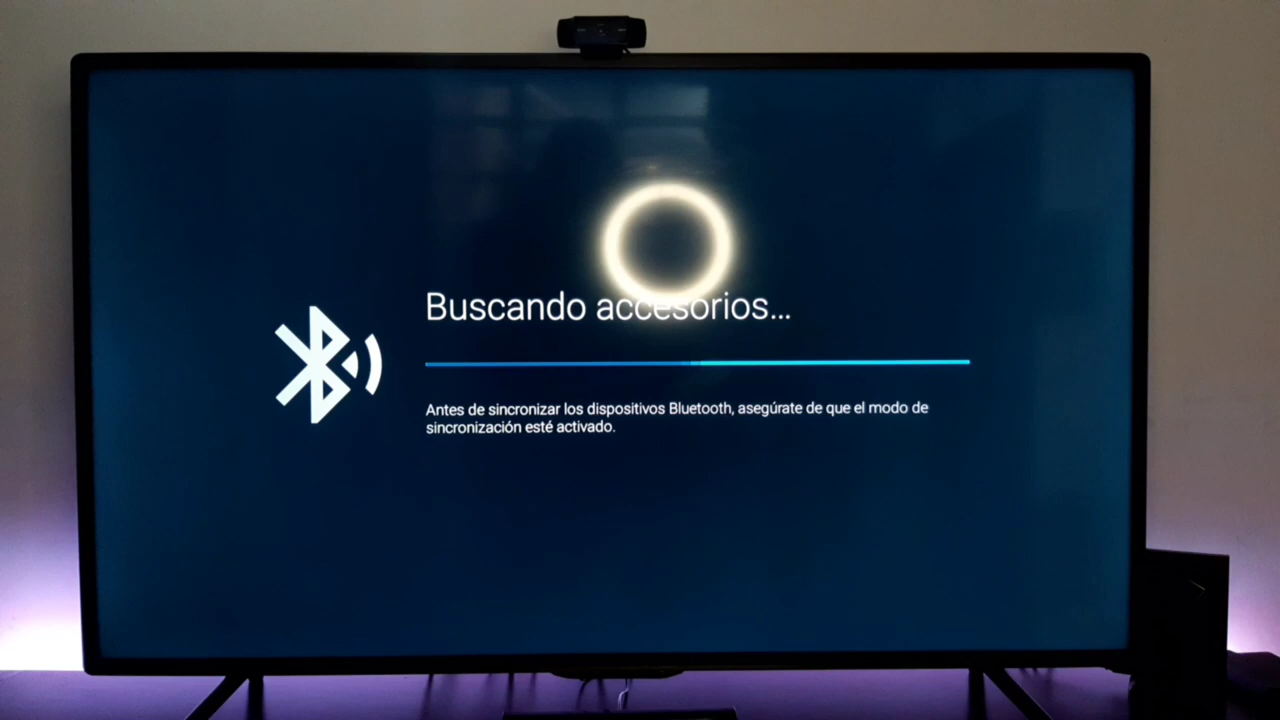 Buscando accesorios...
Antes de sincronizar los dispositivos Bluetooth, asegúrate de que el modo de
sincronización esté activado.